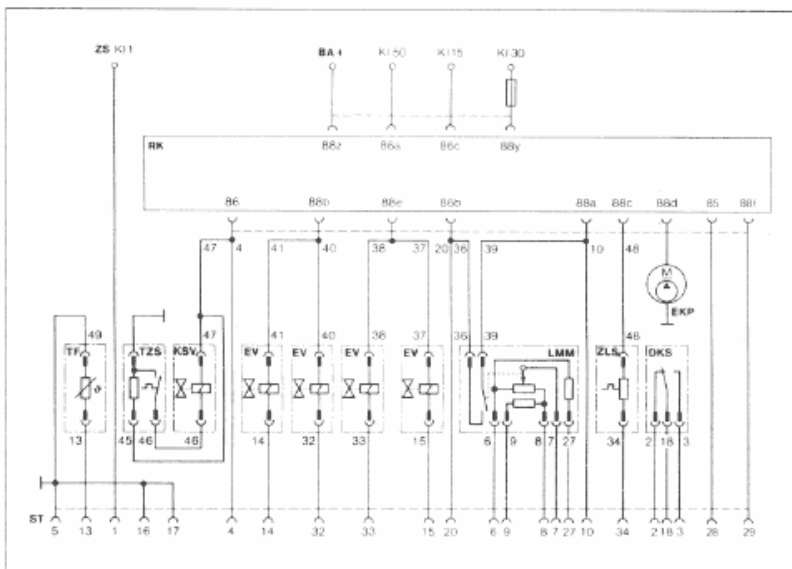 ZS Kl 1 BA + Kl 50 Kl 15 Kl 30
RK 88z 86a 86c 88y
86 88b 88e 86b 88a 88c 88d 85 88f
47 4 41 40 38 37 20 36 39 10 48
M
EKP
49 47 41 40 38 37 36 39 48
TF TZS KSV EV EV EV EV LMM ZLS DKS
ϑ
13 45 46 46 14 32 33 15 6 9 8 7 27 34 2 18 3
ST 5 13 1 16 17 4 14 32 33 15 20 6 9 8 7 27 10 34 2 18 3 28 29